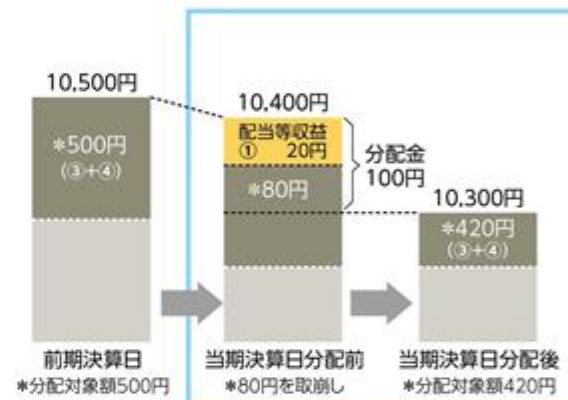 10,500円
*500円
(③+④)
前期決算日
*分配対象額500円
10,400円
配当等収益
① 20円
*80円
分配金
100円
当期決算日分配前
*80円を取崩し
10,300円
*420円
(③+④)
当期決算日分配後
*分配対象額420円